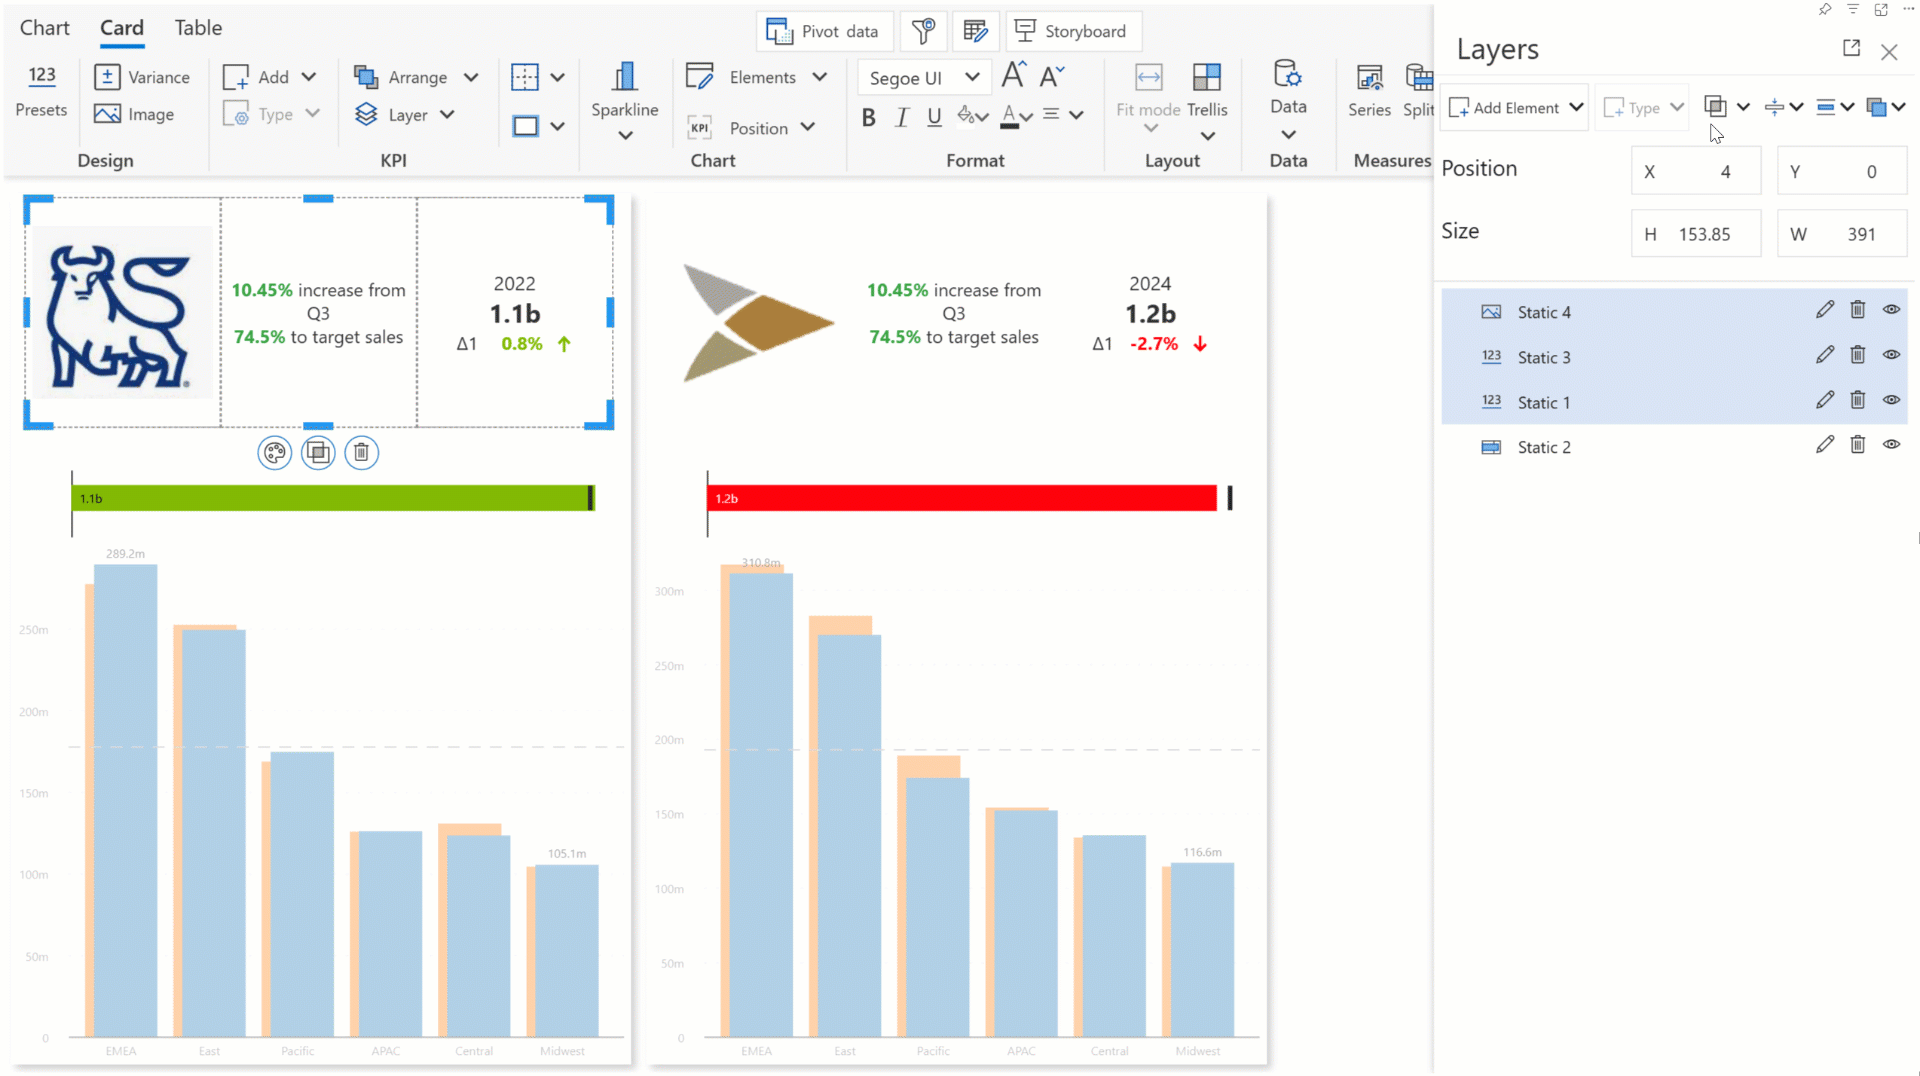 Chart Card Table
Pivot data Storyboard
123 Presets
Variance
Image
Design
Add
Type
Arrange
Layer
KPI
Sparkline
Elements
KPI Position
Chart
Segoe UI A A
B I U A
Format
Fit mode Trellis
Layout
Data
Data
Series Split
Measures
Layers
Add Element Type
Position X 4 Y 0
Size H 153.85 W 391
Static 4
123 Static 3
123 Static 1
Static 2
10.45% increase from
Q3
74.5% to target sales
2022
1.1b
Δ1 0.8%
1.1b
289.2m
105.1m
250m
200m
150m
100m
50m
0
EMEA East Pacific APAC Central Midwest
10.45% increase from
Q3
74.5% to target sales
2024
1.2b
Δ1 -2.7%
1.2b
310.8m
116.6m
300m
250m
200m
150m
100m
50m
0
EMEA East Pacific APAC Central Midwest